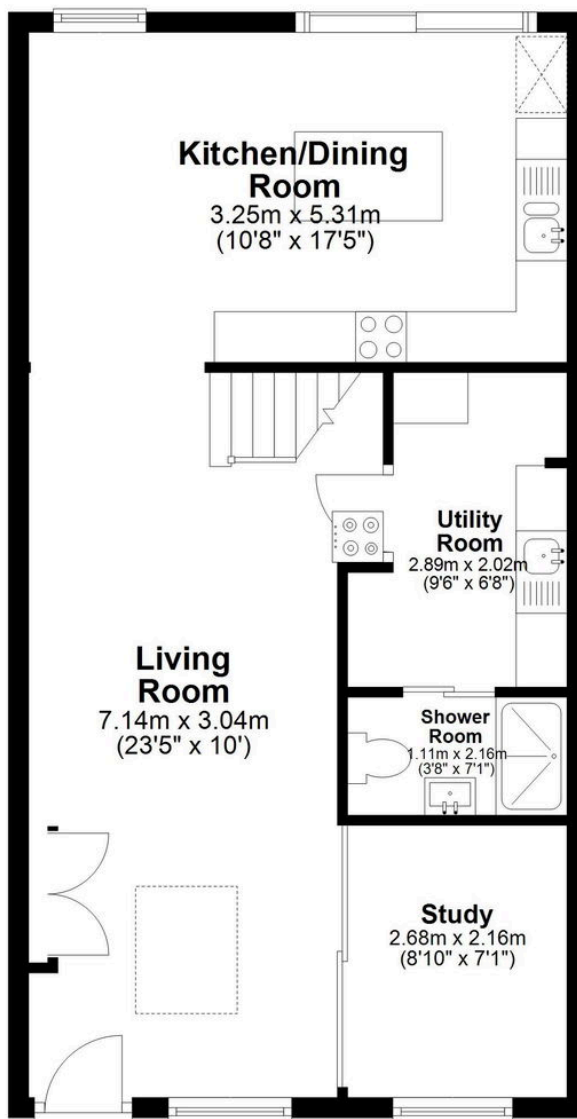 Kitchen/Dining
Room
3.25m x 5.31m
(10'8" x 17'5")
Utility
Room
2.89m x 2.02m
(9'6" x 6'8")
Living
Room
7.14m x 3.04m
(23'5" x 10')
Shower
Room
1.11m x 2.16m
(3'8" x 7'1")
Study
2.68m x 2.16m
(8'10" x 7'1")